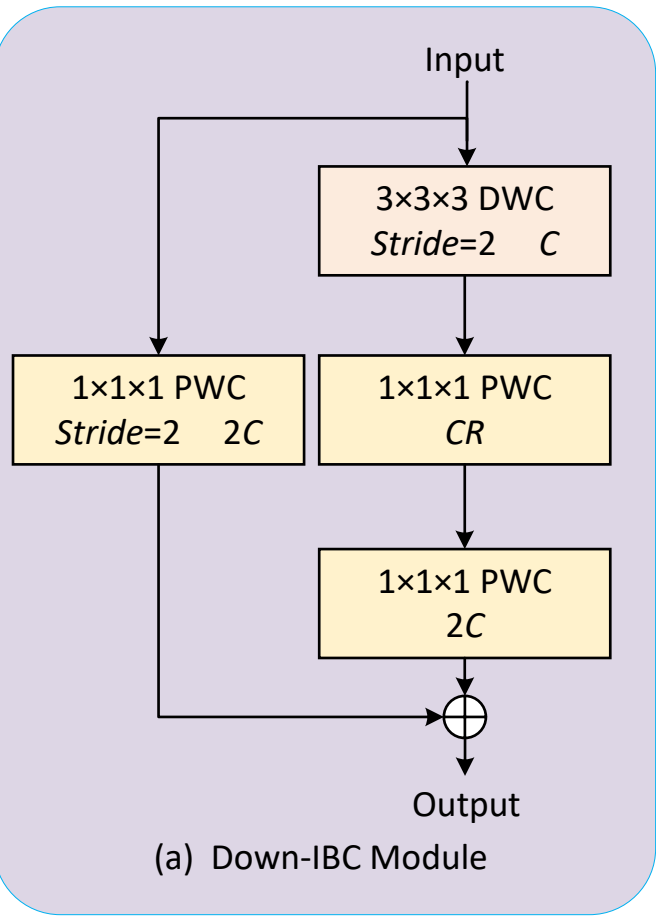 Input
3×3×3 DWC
Stride=2 C
1×1×1 PWC
Stride=2 2C
1×1×1 PWC
CR
1×1×1 PWC
2C
Output
(a) Down-IBC Module